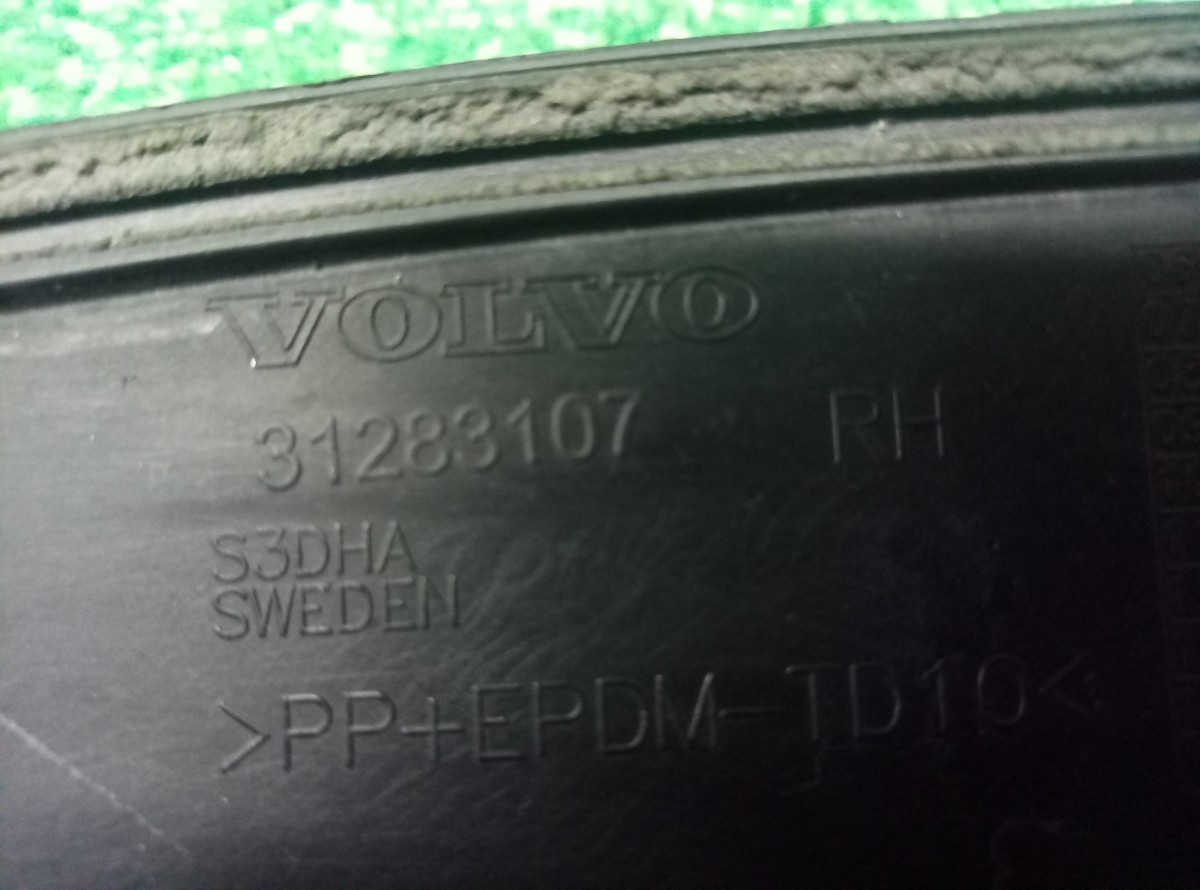 VOLVO
31283107 RH
S3DHA
SWEDEN
>PP+EPDM-TD10<